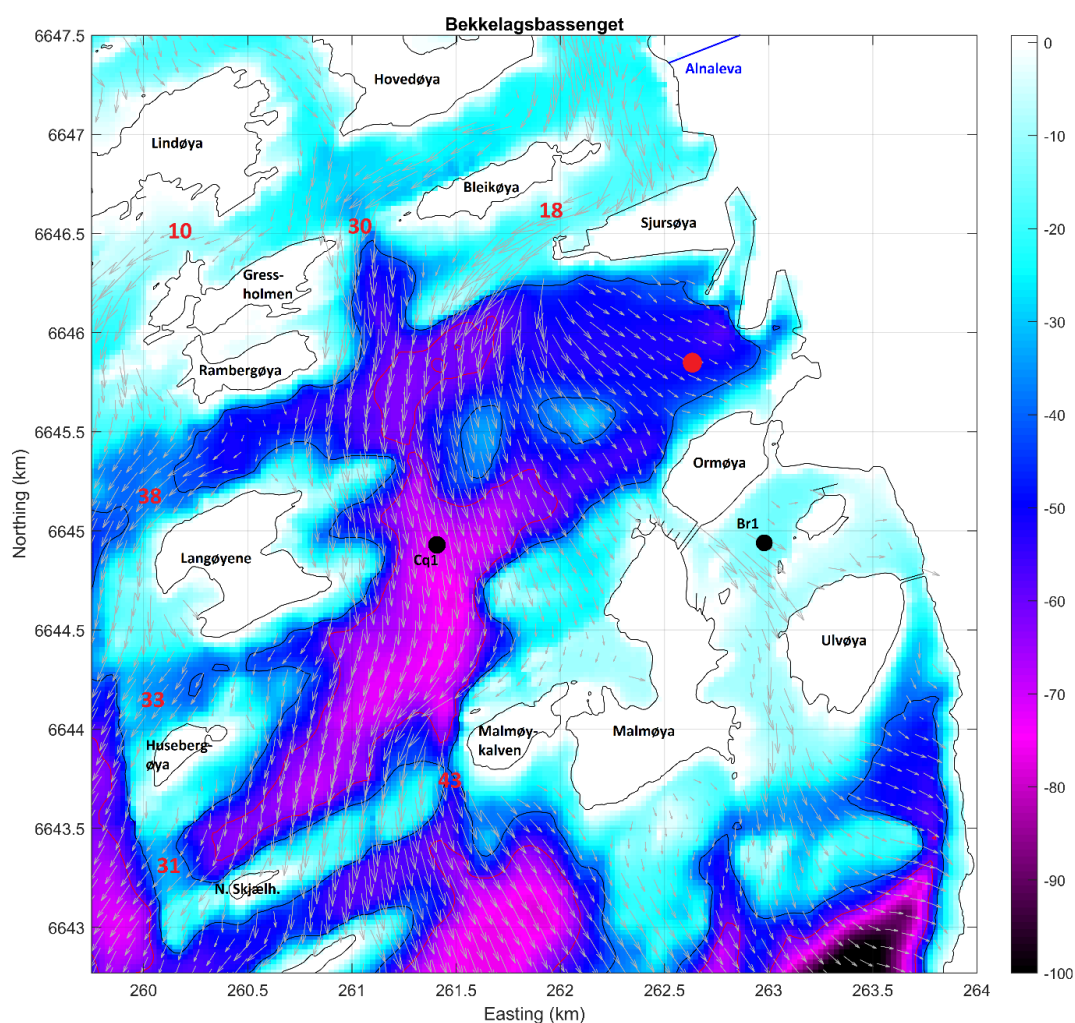 Bekkelagsbassenget
6647.5
0
Hovedøya
Alnaleva
6647
Lindøya
-10
Bleikøya
18
Sjursøya
6646.5
10
30
-20
Gress-
holmen
6646
-30
Rambergøya
6645.5
-40
Ormøya
38
Br1
6645
-50
Langøyene
Cq1
6644.5
Ulvøya
-60
33
-70
6644
Huseberg-
øya
Malmøy-
kalven
Malmøya
43
-80
6643.5
31
N. Skjælh.
-90
6643
-100
260
260.5
261
261.5
262
262.5
263
263.5
264
Easting (km)
Northing (km)